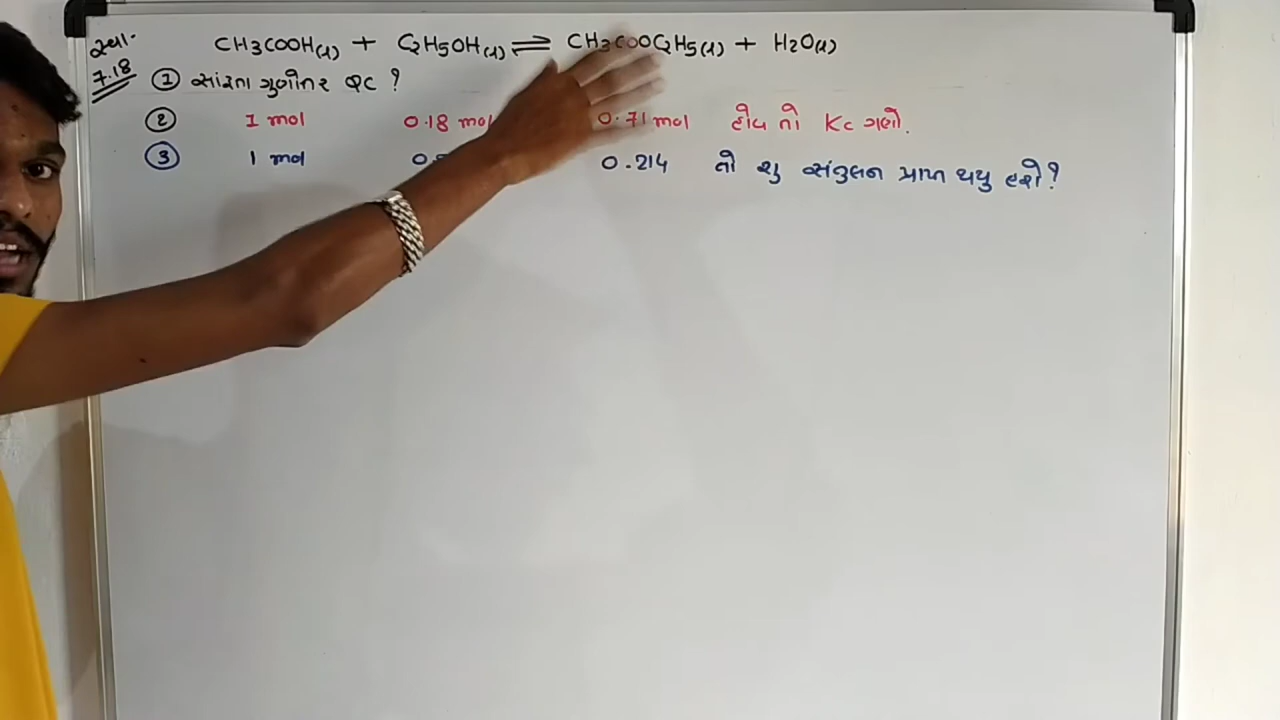 સ્વા.
7.18
CH3COOH(l) + C2H5OH(l) ⇌ CH3COOC2H5(l) + H2O(l)
① સાંદ્રતા ગુણોત્તર QC ?
② 1 mol 0.18 mol 0.71 mol હોય તો Kc ગણો.
③ 1 mol 0.214 તો શુ સંતુલન પ્રાપ્ત થયુ હશે?